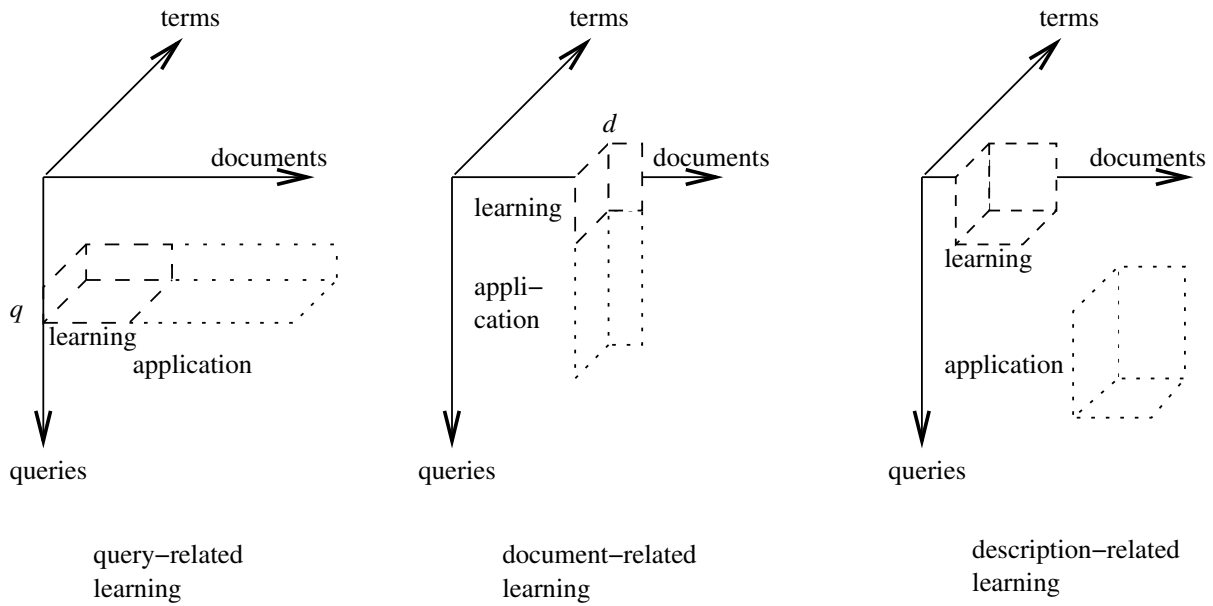 terms
documents
q
learning
application
queries
query−related
learning
terms
d
documents
learning
appli−
cation
queries
document−related
learning
terms
documents
learning
application
queries
description−related
learning